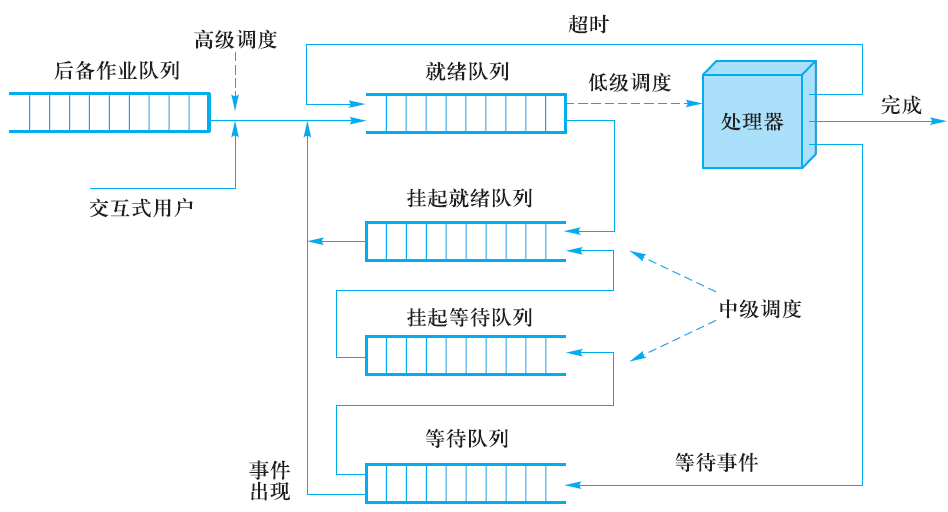 超时
高级调度
后备作业队列
就绪队列
低级调度
完成
处理器
交互式用户
挂起就绪队列
中级调度
挂起等待队列
等待队列
等待事件
事件
出现